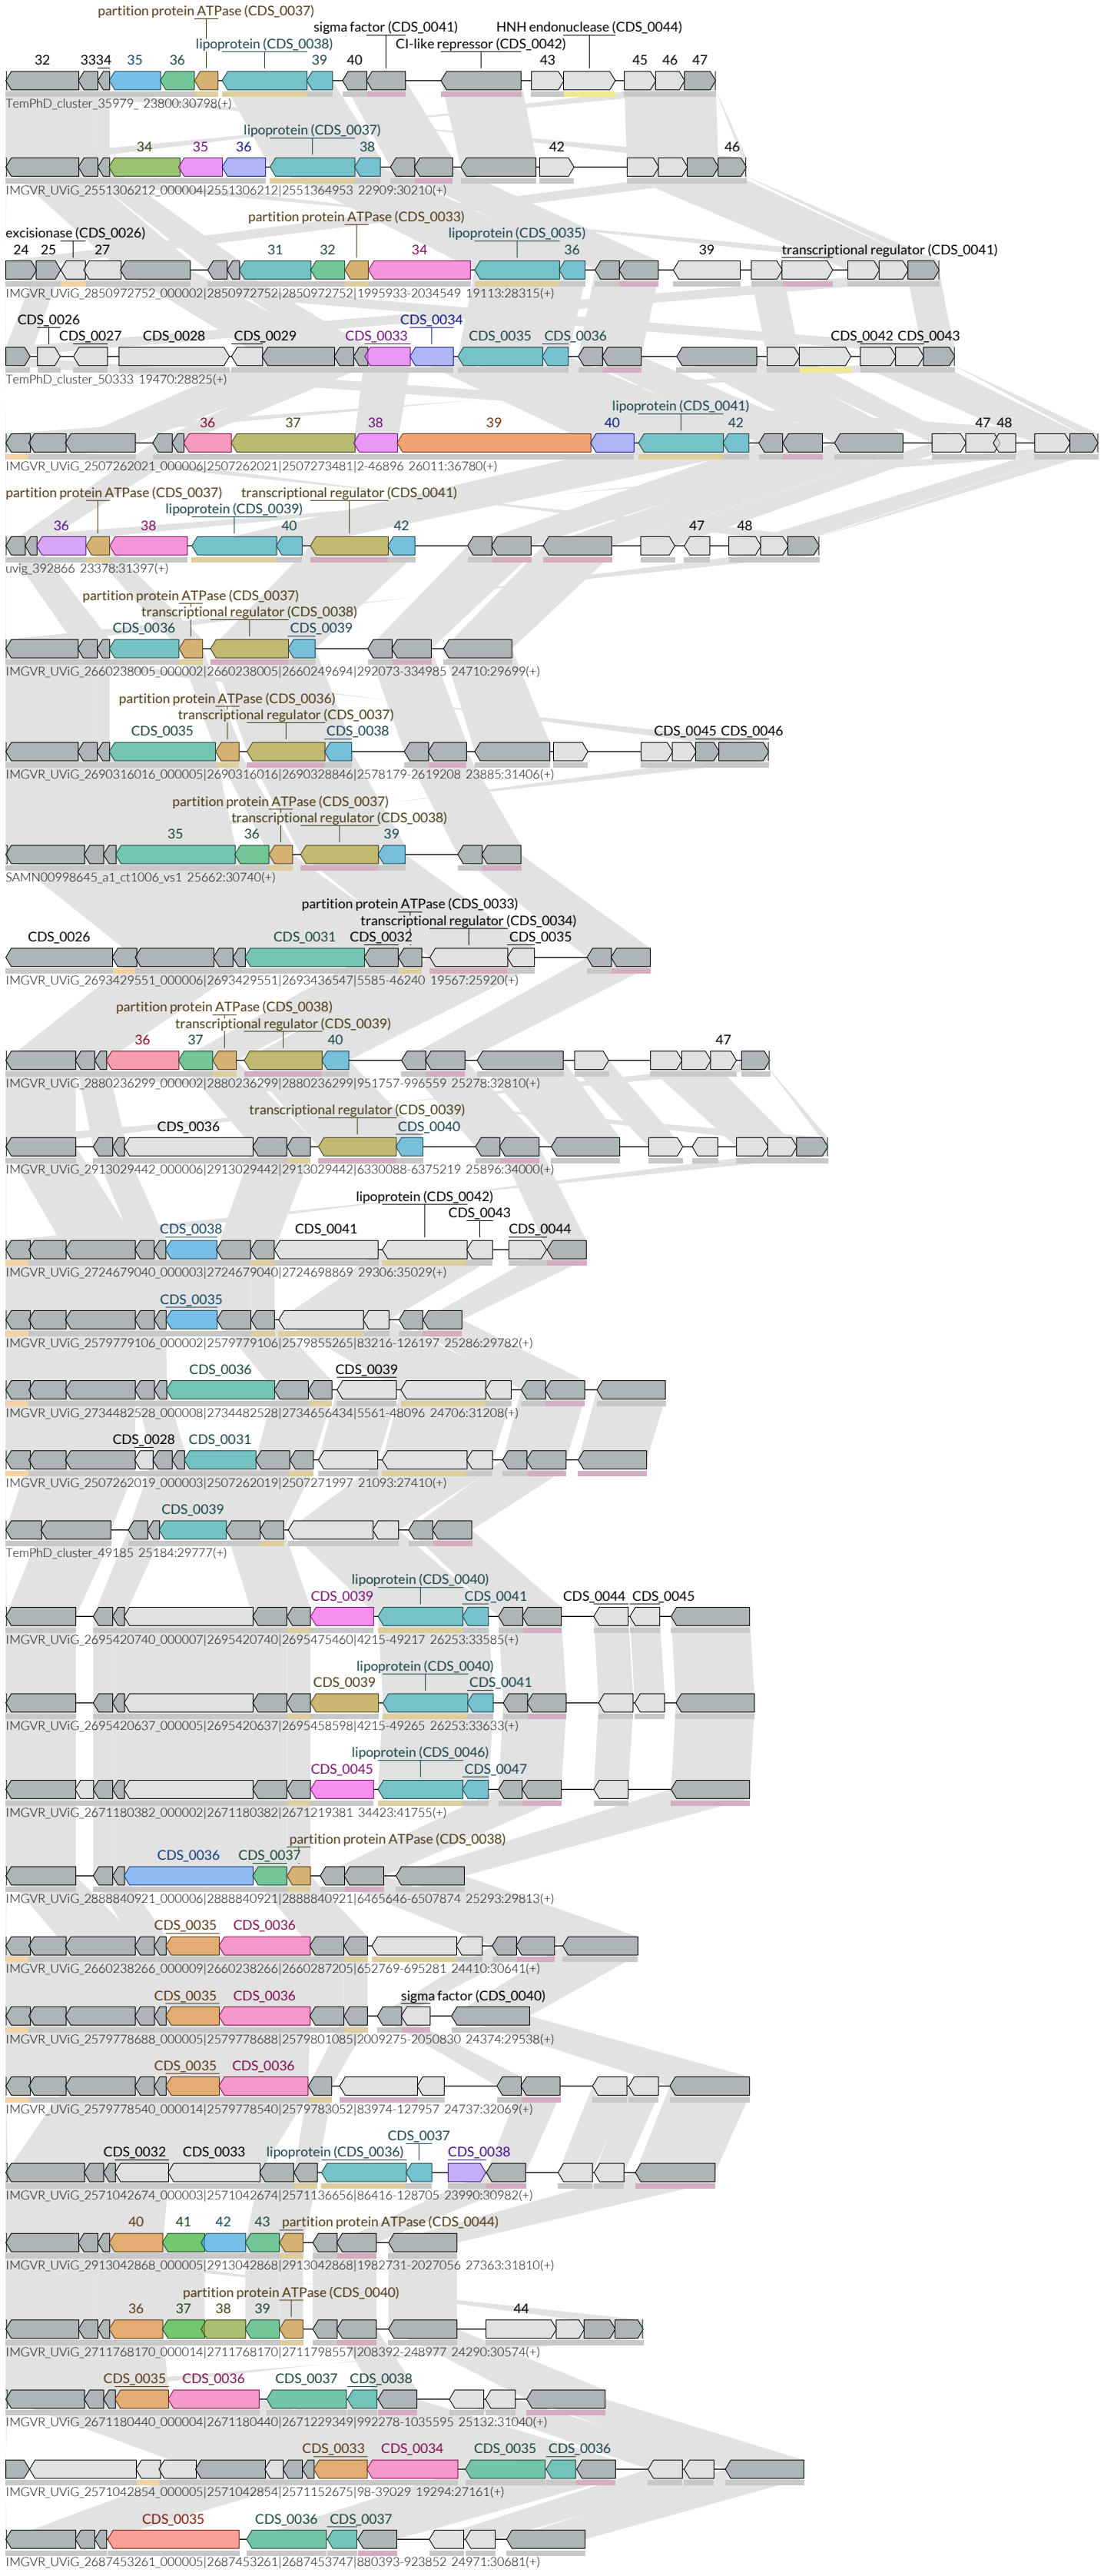 partition protein ATPase (CDS_0037)
sigma factor (CDS_0041) HNH endonuclease (CDS_0044)
lipoprotein (CDS_0038) CI-like repressor (CDS_0042)
32 33 34 35 36 39 40 43 45 46 47
TemPhD_cluster_35979_ 23800:30798(+)
lipoprotein (CDS_0037)
34 35 36 38 42 46
IMGVR_UViG_2551306212_000004|2551306212|2551364953 22909:30210(+)
partition protein ATPase (CDS_0033)
excisionase (CDS_0026) lipoprotein (CDS_0035)
24 25 27 31 32 34 36 39 transcriptional regulator (CDS_0041)
IMGVR_UViG_2850972752_000002|2850972752|2850972752|1995933-2034549 19113:28315(+)
CDS_0026 CDS_0034
CDS_0027 CDS_0028 CDS_0029 CDS_0033 CDS_0035 CDS_0036 CDS_0042 CDS_0043
TemPhD_cluster_50333 19470:28825(+)
lipoprotein (CDS_0041)
36 37 38 39 40 42 47 48
IMGVR_UViG_2507262021_000006|2507262021|2507273481|2-46896 26011:36780(+)
partition protein ATPase (CDS_0037) transcriptional regulator (CDS_0041)
lipoprotein (CDS_0039)
36 38 40 42 47 48
uvig_392866 23378:31397(+)
partition protein ATPase (CDS_0037)
transcriptional regulator (CDS_0038)
CDS_0036 CDS_0039
IMGVR_UViG_2660238005_000002|2660238005|2660249694|292073-334985 24710:29699(+)
partition protein ATPase (CDS_0036)
transcriptional regulator (CDS_0037)
CDS_0035 CDS_0038 CDS_0045 CDS_0046
IMGVR_UViG_2690316016_000005|2690316016|2690328846|2578179-2619208 23885:31406(+)
partition protein ATPase (CDS_0037)
transcriptional regulator (CDS_0038)
35 36 39
SAMN00998645_a1_ct1006_vs1 25662:30740(+)
partition protein ATPase (CDS_0033)
transcriptional regulator (CDS_0034)
CDS_0026 CDS_0031 CDS_0032 CDS_0035
IMGVR_UViG_2693429551_000006|2693429551|2693436547|5585-46240 19567:25920(+)
partition protein ATPase (CDS_0038)
transcriptional regulator (CDS_0039)
36 37 40 47
IMGVR_UViG_2880236299_000002|2880236299|2880236299|951757-996559 25278:32810(+)
transcriptional regulator (CDS_0039)
CDS_0036 CDS_0040
IMGVR_UViG_2913029442_000006|2913029442|2913029442|6330088-6375219 25896:34000(+)
lipoprotein (CDS_0042)
CDS_0043
CDS_0038 CDS_0041 CDS_0044
IMGVR_UViG_2724679040_000003|2724679040|2724698869 29306:35029(+)
CDS_0035
IMGVR_UViG_2579779106_000002|2579779106|2579855265|83216-126197 25286:29782(+)
CDS_0036 CDS_0039
IMGVR_UViG_2734482528_000008|2734482528|2734656434|5561-48096 24706:31208(+)
CDS_0028 CDS_0031
IMGVR_UViG_2507262019_000003|2507262019|2507271997 21093:27410(+)
CDS_0039
TemPhD_cluster_49185 25184:29777(+)
lipoprotein (CDS_0040)
CDS_0039 CDS_0041 CDS_0044 CDS_0045
IMGVR_UViG_2695420740_000007|2695420740|2695475460|4215-49217 26253:33585(+)
lipoprotein (CDS_0040)
CDS_0039 CDS_0041
IMGVR_UViG_2695420637_000005|2695420637|2695458598|4215-49265 26253:33633(+)
lipoprotein (CDS_0046)
CDS_0045 CDS_0047
IMGVR_UViG_2671180382_000002|2671180382|2671219381 34423:41755(+)
partition protein ATPase (CDS_0038)
CDS_0036 CDS_0037
IMGVR_UViG_2888840921_000006|2888840921|2888840921|6465646-6507874 25293:29813(+)
CDS_0035 CDS_0036
IMGVR_UViG_2660238266_000009|2660238266|2660287205|652769-695281 24410:30641(+)
CDS_0035 CDS_0036 sigma factor (CDS_0040)
IMGVR_UViG_2579778688_000005|2579778688|2579801085|2009275-2050830 24374:29538(+)
CDS_0035 CDS_0036
IMGVR_UViG_2579778540_000014|2579778540|2579783052|83974-127957 24737:32069(+)
CDS_0037
CDS_0032 CDS_0033 lipoprotein (CDS_0036) CDS_0038
IMGVR_UViG_2571042674_000003|2571042674|2571136656|86416-128705 23990:30982(+)
40 41 42 43 partition protein ATPase (CDS_0044)
IMGVR_UViG_2913042868_000005|2913042868|2913042868|1982731-2027056 27363:31810(+)
partition protein ATPase (CDS_0040)
36 37 38 39 44
IMGVR_UViG_2711768170_000014|2711768170|2711798557|208392-248977 24290:30574(+)
CDS_0035 CDS_0036 CDS_0037 CDS_0038
IMGVR_UViG_2671180440_000004|2671180440|2671229349|992278-1035595 25132:31040(+)
CDS_0033 CDS_0034 CDS_0035 CDS_0036
IMGVR_UViG_2571042854_000005|2571042854|2571152675|98-39029 19294:27161(+)
CDS_0035 CDS_0036 CDS_0037
IMGVR_UViG_2687453261_000005|2687453261|2687453747|880393-923852 24971:30681(+)